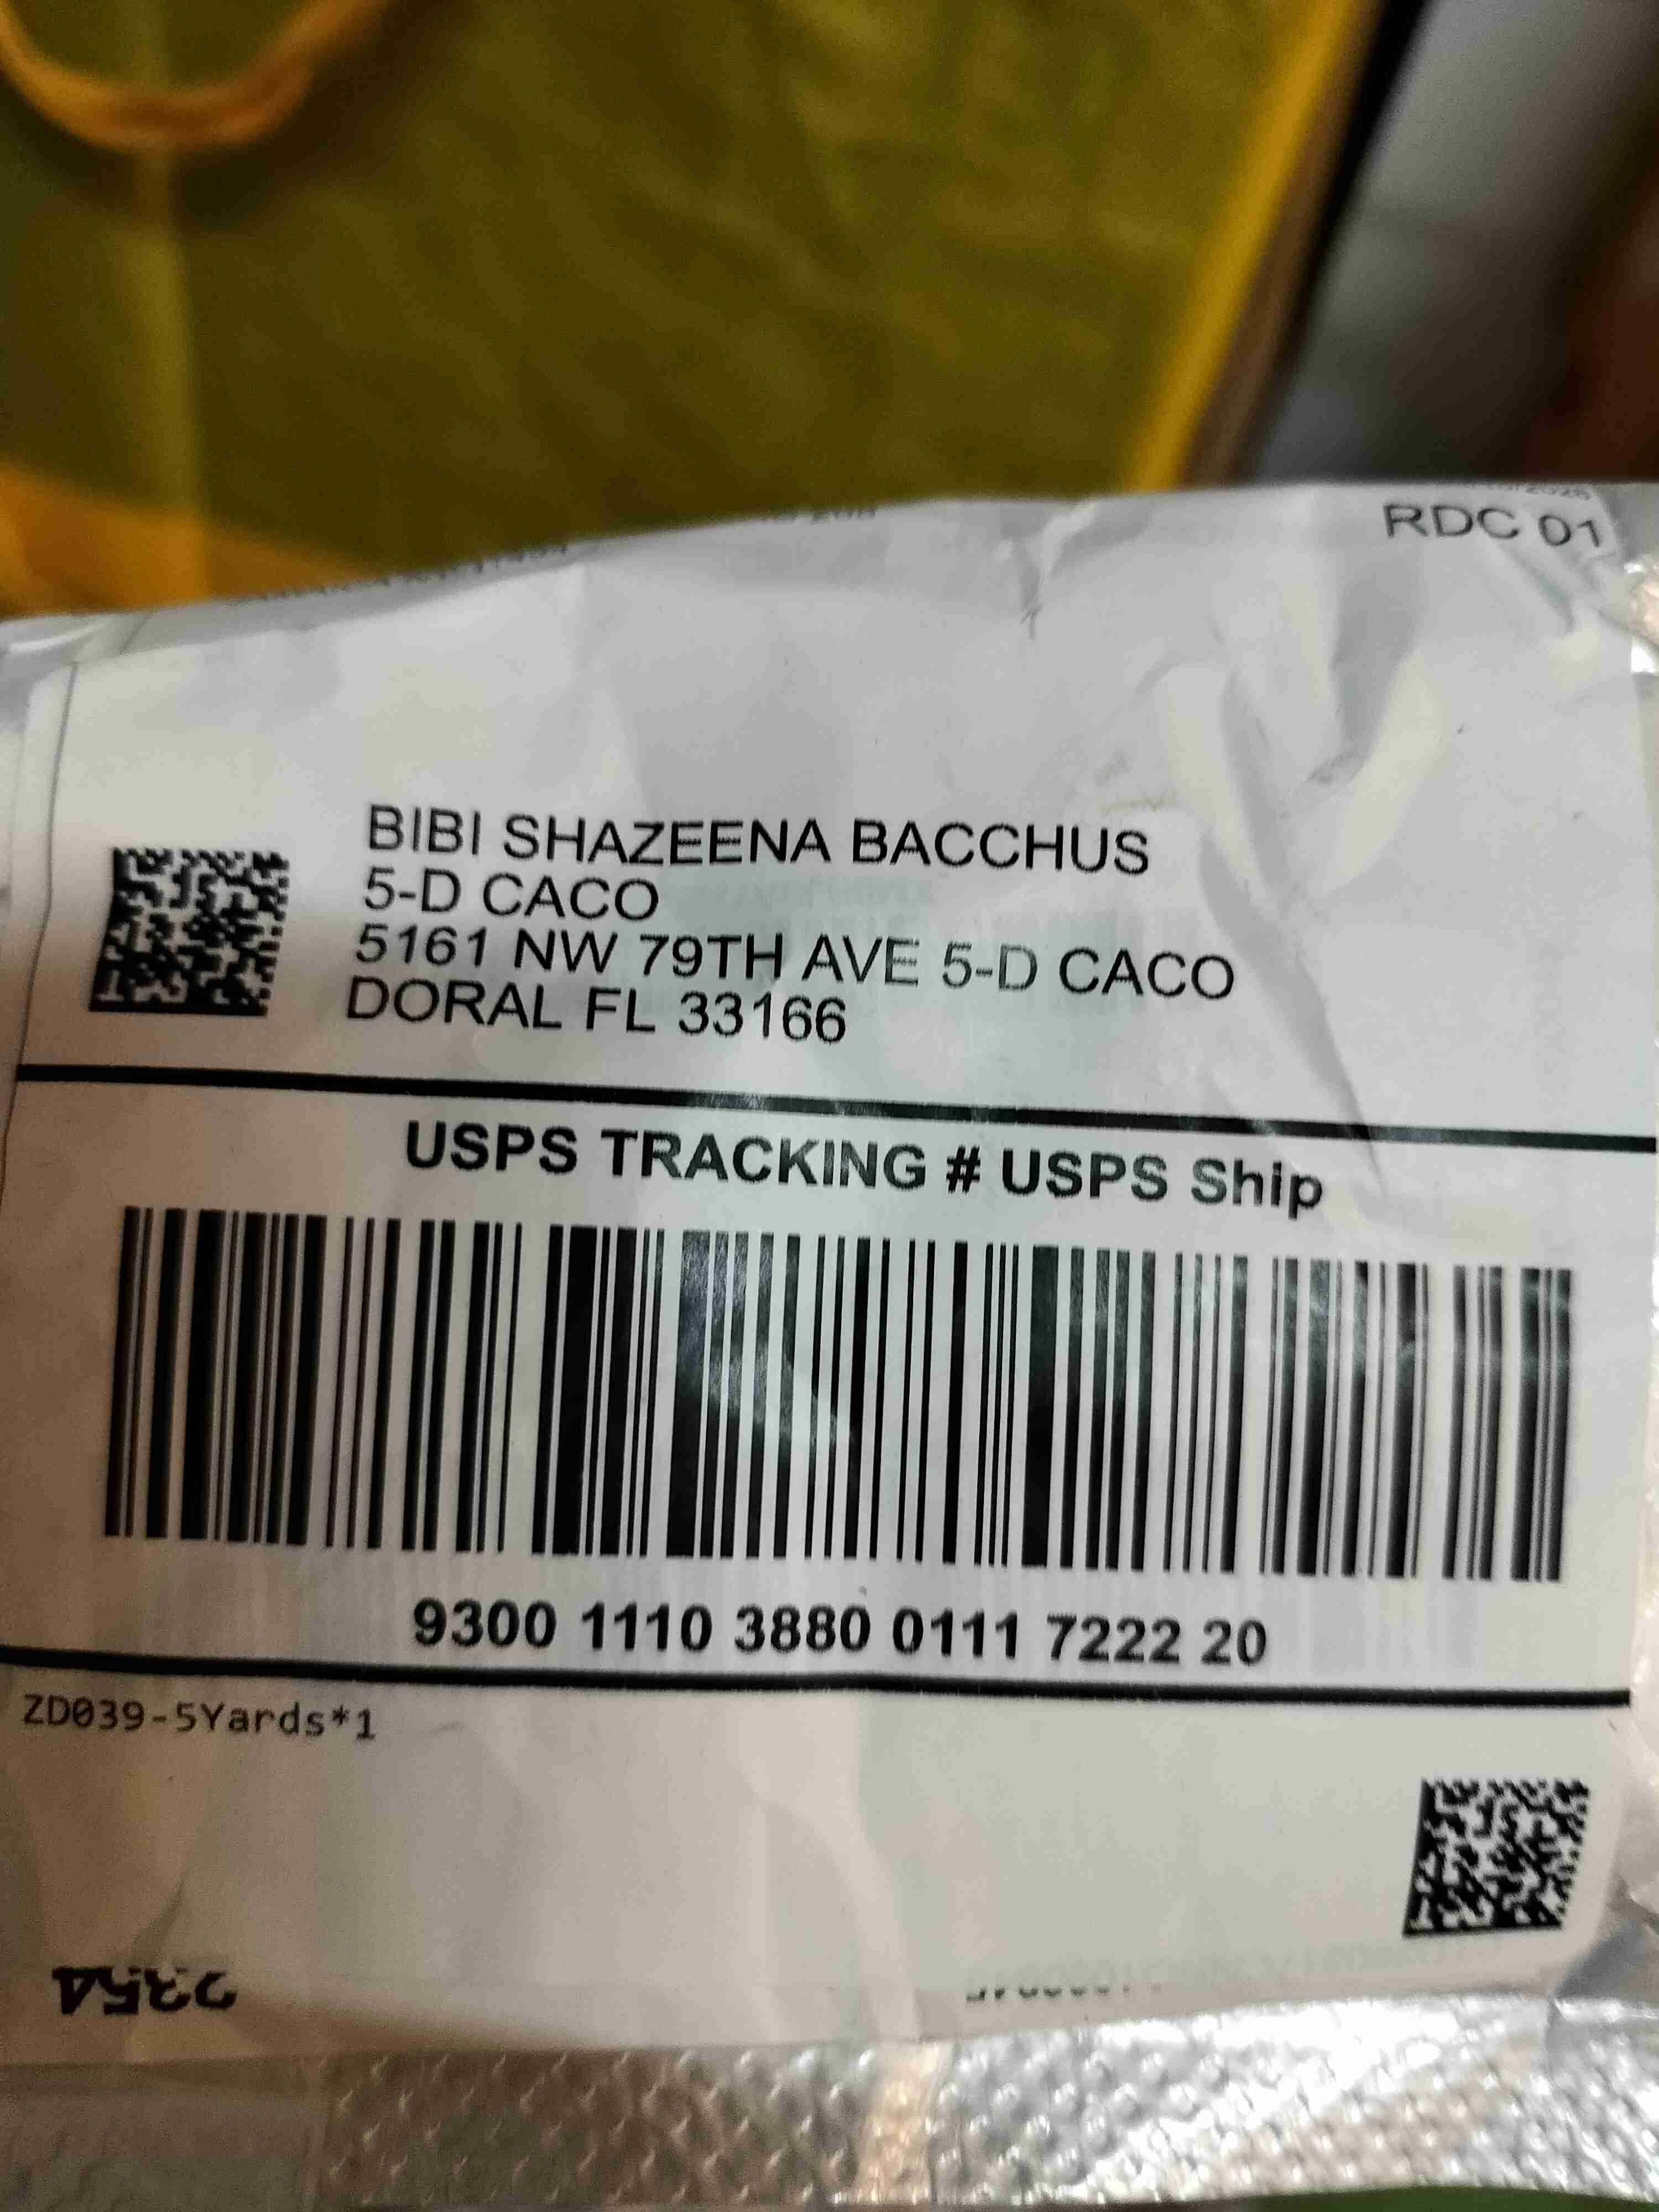 RDC 01
BIBI SHAZEENA BACCHUS
5-D CACO
5161 NW 79TH AVE 5-D CACO
DORAL FL 33166
USPS TRACKING # USPS Ship
9300 1110 3880 0111 7222 20
ZD039-5Yards*1